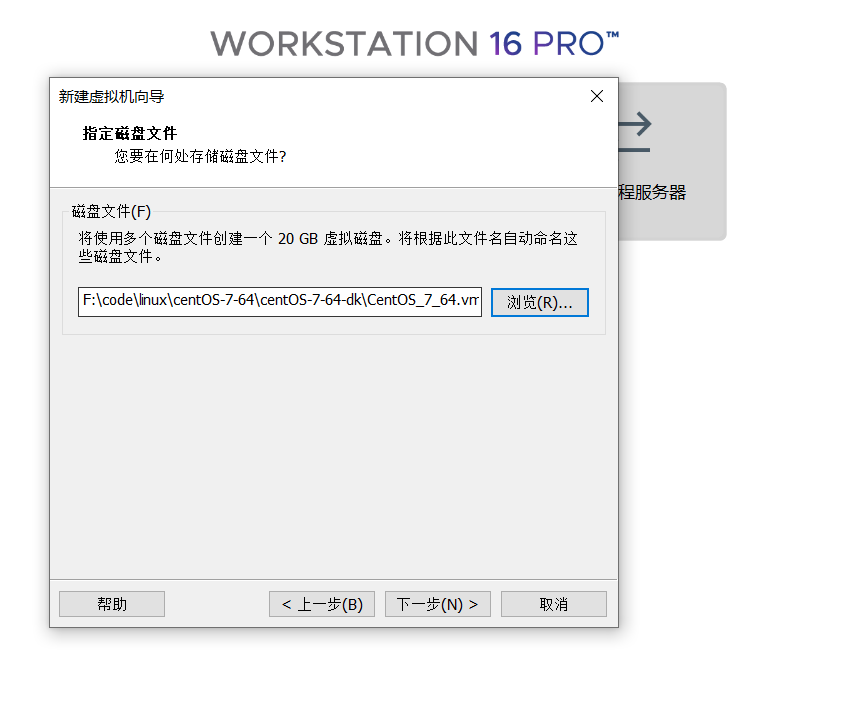 WORKSTATION 16 PRO™
新建虚拟机向导
指定磁盘文件
您要在何处存储磁盘文件?
程服务器
磁盘文件(F)
将使用多个磁盘文件创建一个 20 GB 虚拟磁盘。将根据此文件名自动命名这
些磁盘文件。
F:\code\linux\centOS-7-64\centOS-7-64-dk\CentOS_7_64.vm
浏览(R)...
帮助
< 上一步(B)
下一步(N) >
取消